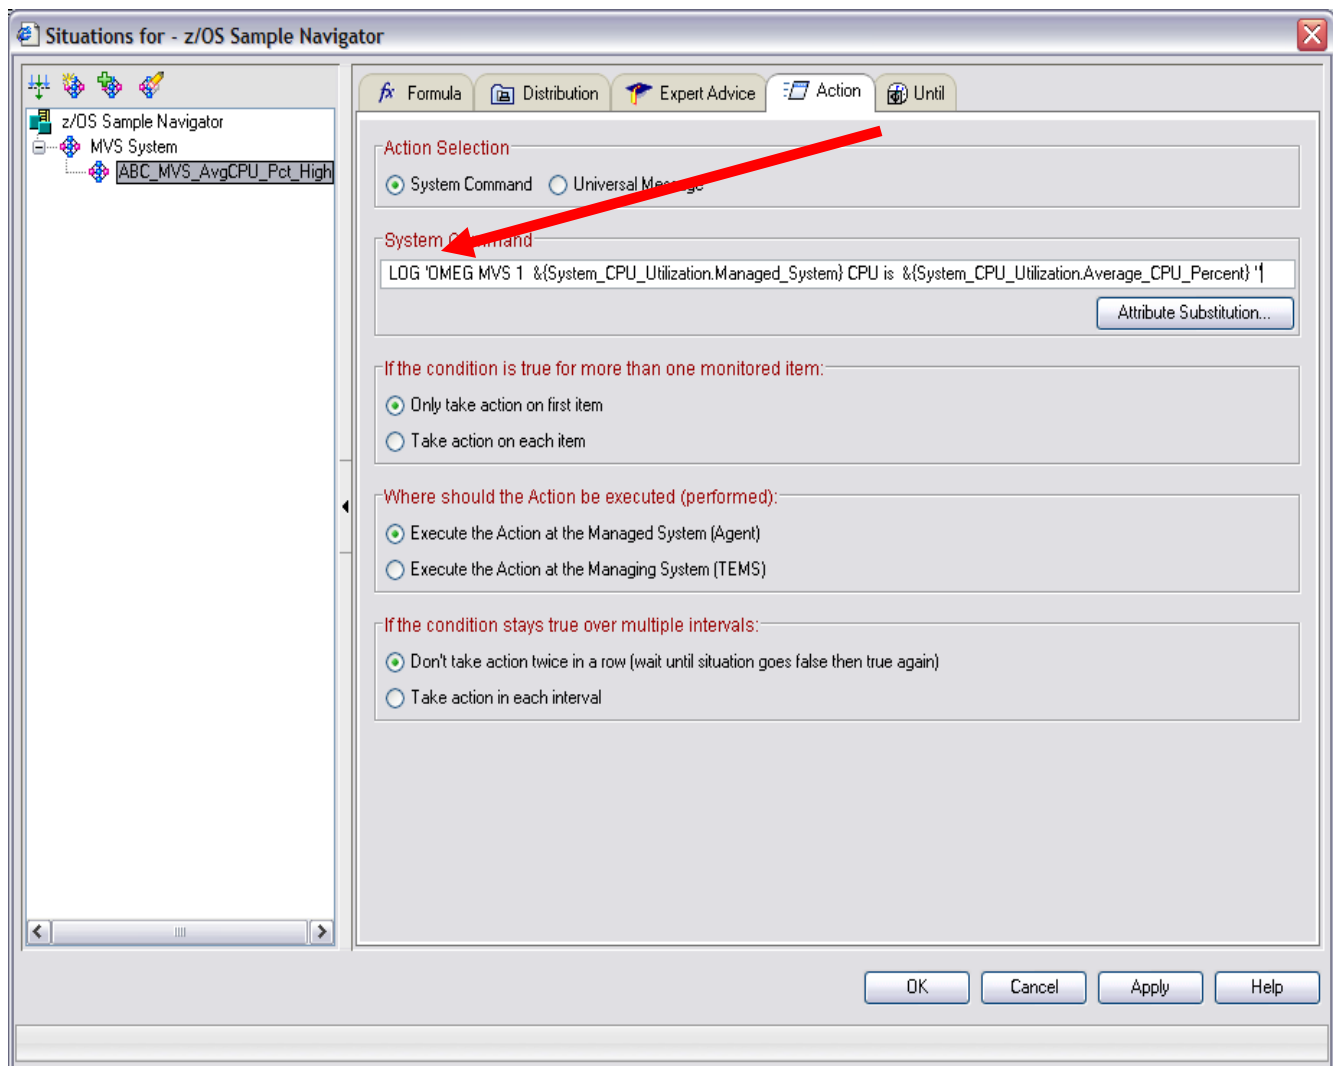 Situations for - z/OS Sample Navigator
fx Formula
Distribution
Expert Advice
Action
Until
z/OS Sample Navigator
MVS System
ABC_MVS_AvgCPU_Pct_High
Action Selection
System Command
Universal Message
System Command
LOG 'OMEG MVS 1 &{System_CPU_Utilization.Managed_System} CPU is &{System_CPU_Utilization.Average_CPU_Percent} '
Attribute Substitution...
If the condition is true for more than one monitored item:
Only take action on first item
Take action on each item
Where should the Action be executed (performed):
Execute the Action at the Managed System (Agent)
Execute the Action at the Managing System (TEMS)
If the condition stays true over multiple intervals:
Don't take action twice in a row (wait until situation goes false then true again)
Take action in each interval
OK
Cancel
Apply
Help